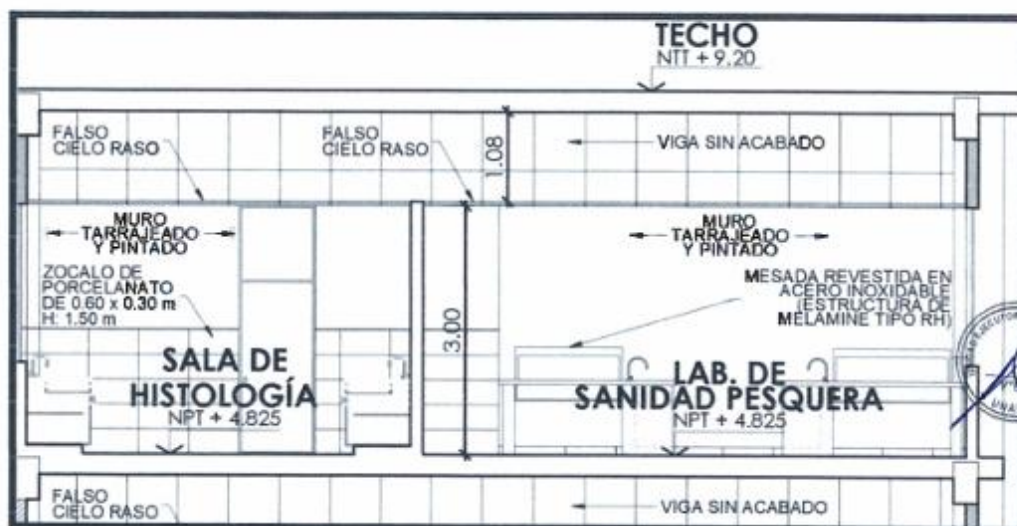 TECHO
NTT + 9.20
FALSO
CIELO RASO
FALSO
CIELO RASO
1.08
VIGA SIN ACABADO
MURO
TARRAJEADO
Y PINTADO
MURO
TARRAJEADO
Y PINTADO
ZOCALO DE
PORCELANATO
DE 0.60 x 0.30 m
H: 1.50 m
MESADA REVESTIDA EN
ACERO INOXIDABLE
(ESTRUCTURA DE
MELAMINE TIPO RH)
3.00
SALA DE
HISTOLOGÍA
NPT + 4.825
LAB. DE
SANIDAD PESQUERA
NPT + 4.825
FALSO
CIELO RASO
VIGA SIN ACABADO